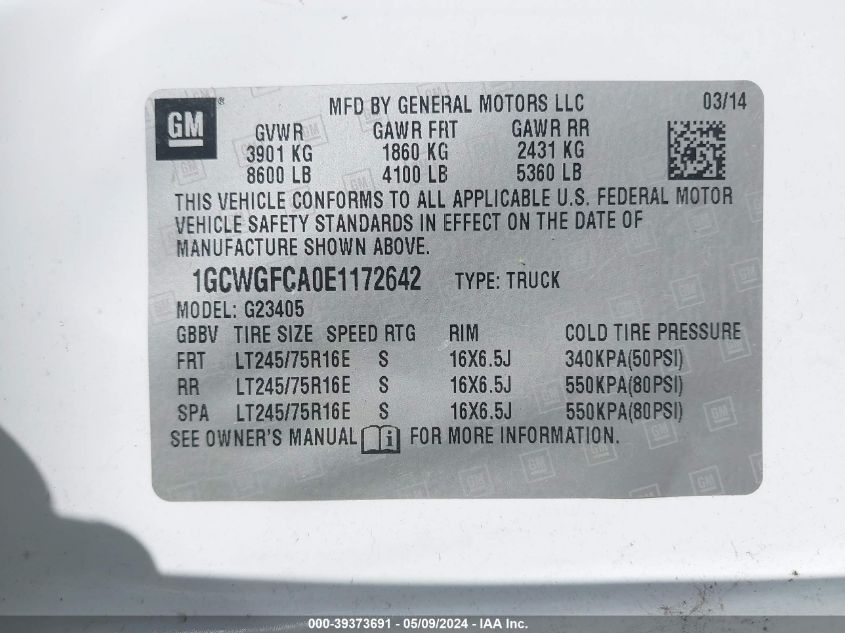 GM®
MFD BY GENERAL MOTORS LLC 03/14
GVWR GAWR FRT GAWR RR
3901 KG 1860 KG 2431 KG
8600 LB 4100 LB 5360 LB
THIS VEHICLE CONFORMS TO ALL APPLICABLE U.S. FEDERAL MOTOR
VEHICLE SAFETY STANDARDS IN EFFECT ON THE DATE OF
MANUFACTURE SHOWN ABOVE.
1GCWGFCA0E1172642 TYPE: TRUCK
MODEL: G23405
GBBV TIRE SIZE SPEED RTG RIM COLD TIRE PRESSURE
FRT LT245/75R16E S 16X6.5J 340KPA(50PSI)
RR LT245/75R16E S 16X6.5J 550KPA(80PSI)
SPA LT245/75R16E S 16X6.5J 550KPA(80PSI)
SEE OWNER'S MANUAL i FOR MORE INFORMATION.
000-39373691 | 05/09/2024 - IAA Inc.